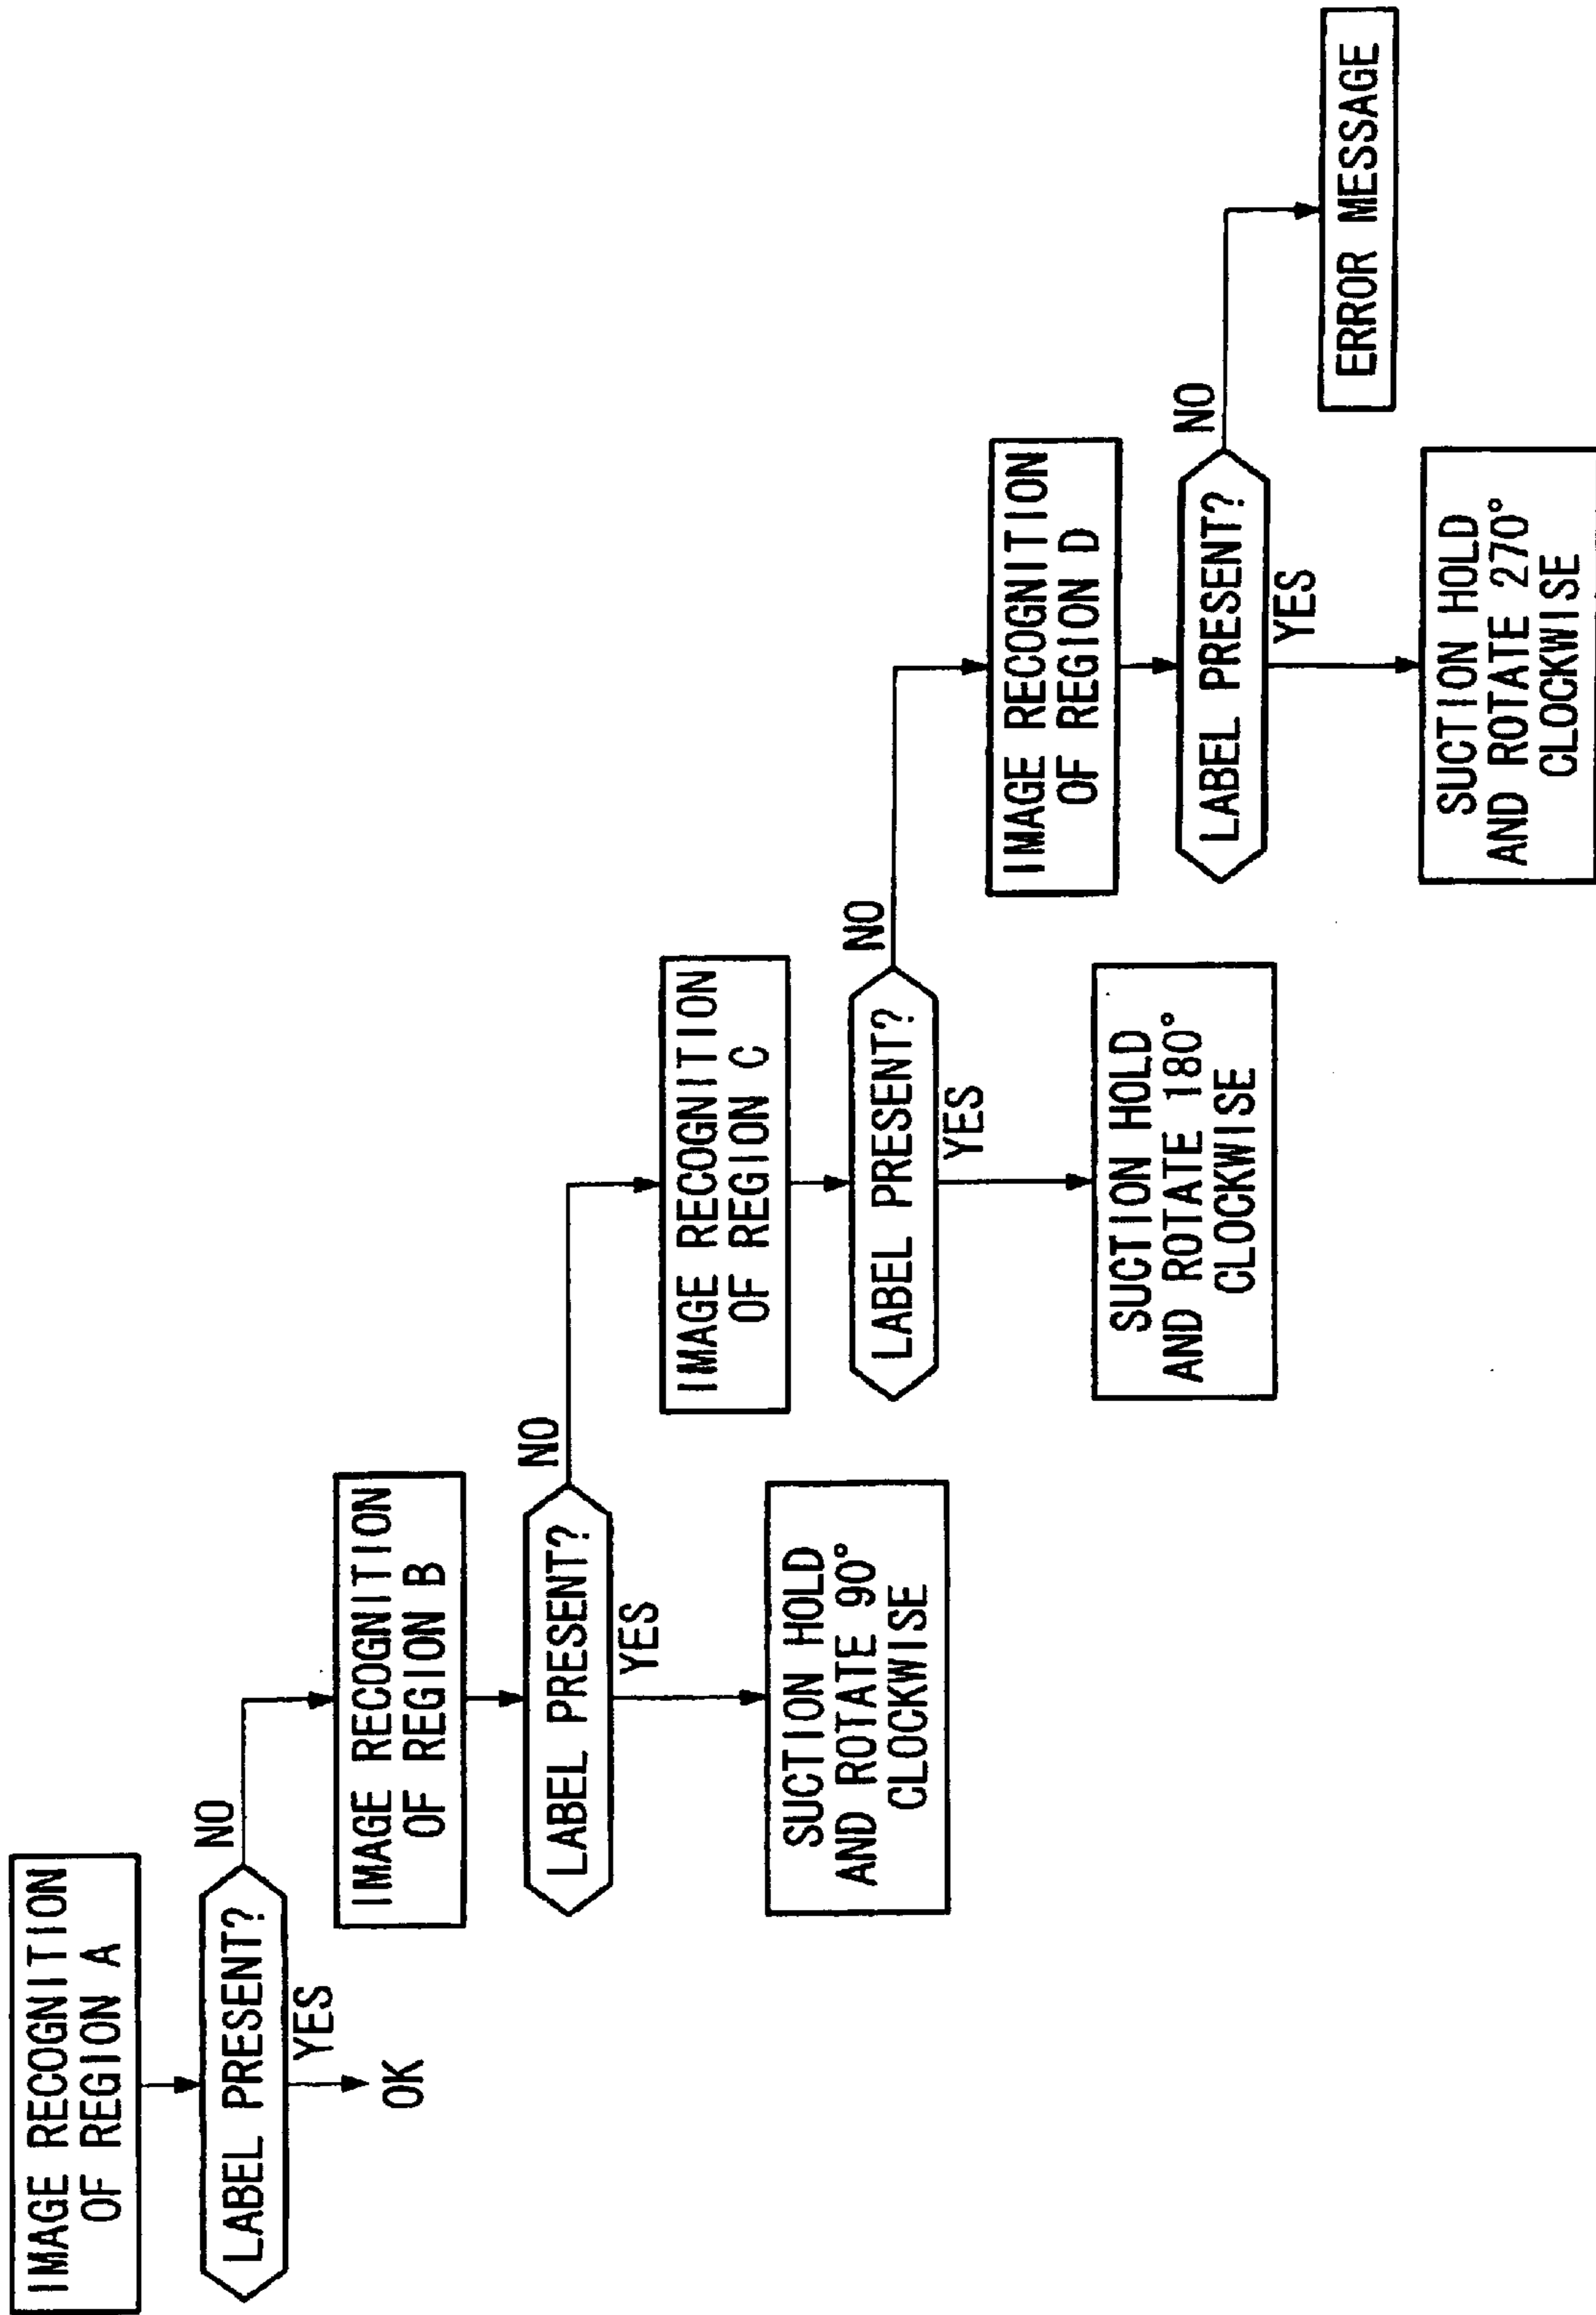 IMAGE RECOGNITION
OF REGION A
LABEL PRESENT?
NO
YES
OK
IMAGE RECOGNITION
OF REGION B
LABEL PRESENT?
NO
YES
SUCTION HOLD
AND ROTATE 90°
CLOCKWISE
IMAGE RECOGNITION
OF REGION C
LABEL PRESENT?
NO
YES
SUCTION HOLD
AND ROTATE 180°
CLOCKWISE
IMAGE RECOGNITION
OF REGION D
LABEL PRESENT?
NO
YES
SUCTION HOLD
AND ROTATE 270°
CLOCKWISE
ERROR MESSAGE